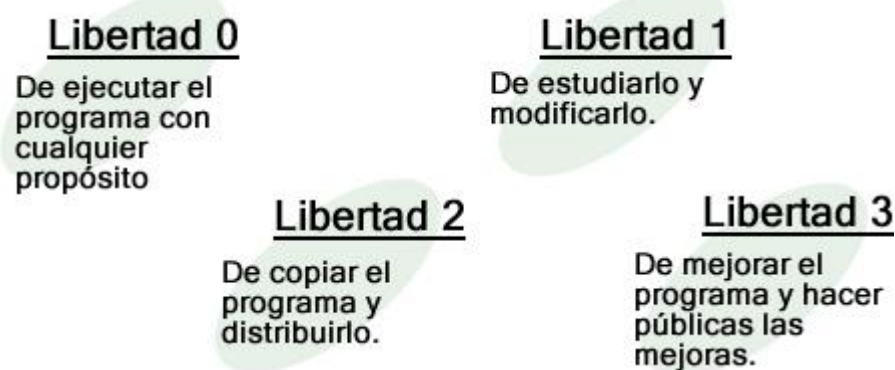 Libertad 0
De ejecutar el
programa con
cualquier
propósito
Libertad 1
De estudiarlo y
modificarlo.
Libertad 2
De copiar el
programa y
distribuirlo.
Libertad 3
De mejorar el
programa y hacer
públicas las
mejoras.